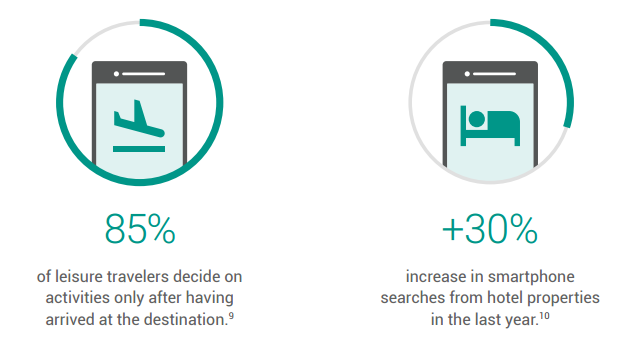 85%
of leisure travelers decide on
activities only after having
arrived at the destination.⁹
+30%
increase in smartphone
searches from hotel properties
in the last year.¹⁰